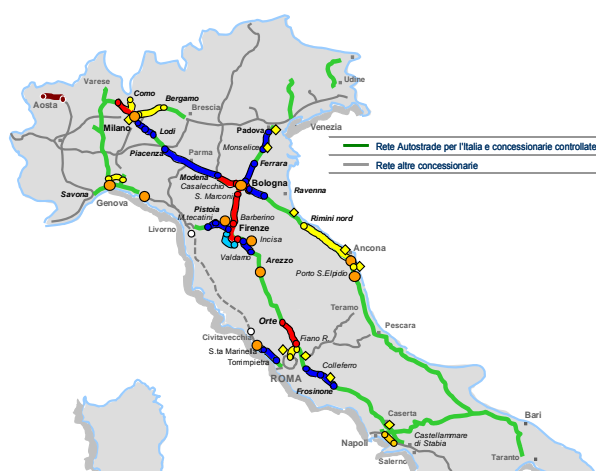 Udine
Varese
Como
Bergamo
Aosta
Brescia
Milano
Lodi
Padova
Venezia
Monselice
Rete Autostrade per l'Italia e concessionarie controllate
Piacenza
Parma
Ferrara
Rete altre concessionarie
Modena
Casalecchio
Bologna
Savona
S. Marconi
Ravenna
Genova
Pistoia
Barberino
Rimini nord
M.tecatini
Firenze
Livorno
Incisa
Ancona
Valdarno
Arezzo
Porto S.Elpidio
Teramo
Orte
Pescara
Civitavecchia
Fiano R.
S.ta Marinella
Torrimpietra
Colleferro
ROMA
Frosinone
Caserta
Bari
Napoli
Castellammare
di Stabia
Taranto
Salerno